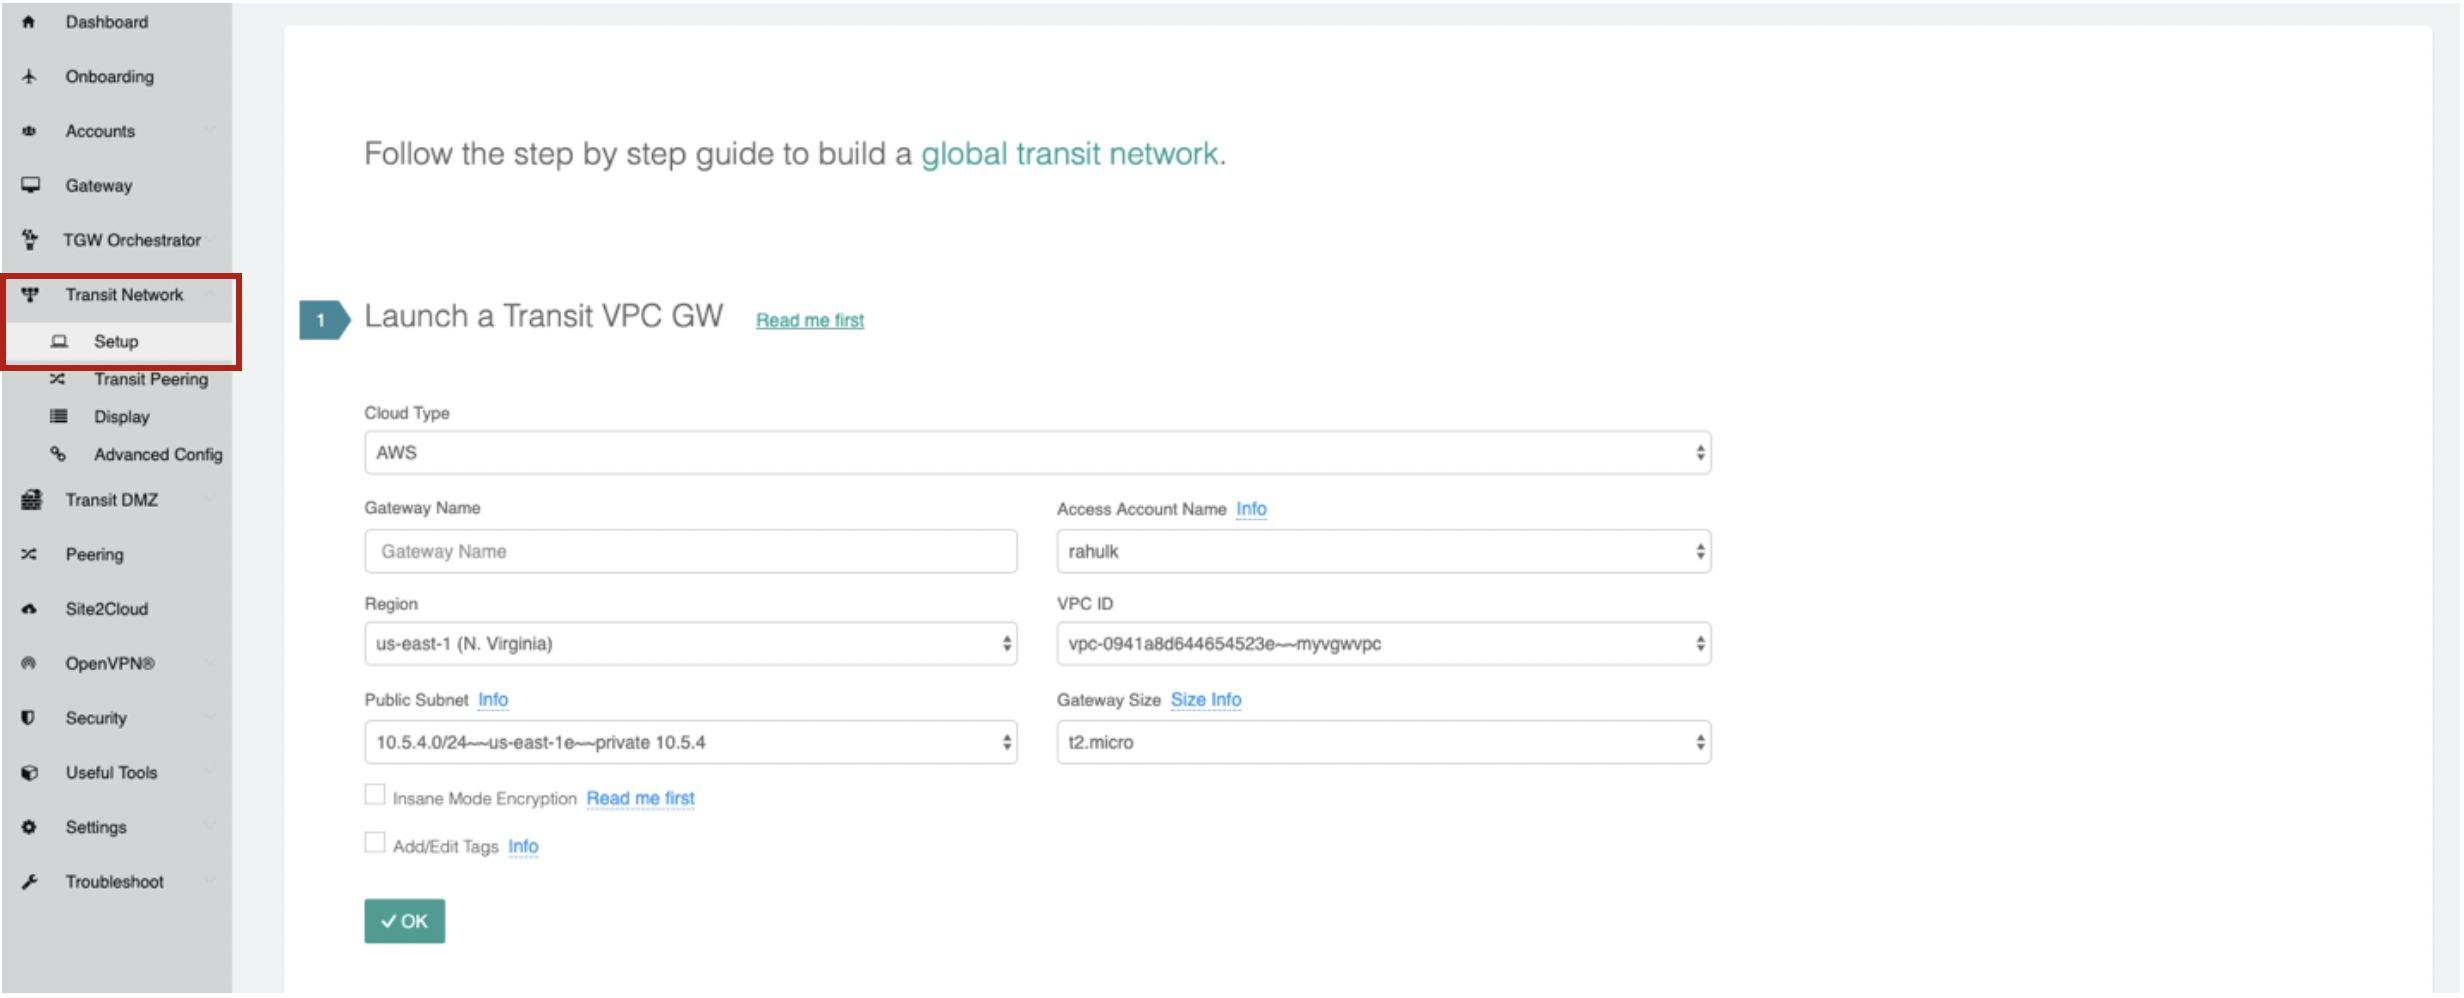 Dashboard
Onboarding
Accounts
Gateway
TGW Orchestrator
Transit Network
Setup
Transit Peering
Display
Advanced Config
Transit DMZ
Peering
Site2Cloud
OpenVPN®
Security
Useful Tools
Settings
Troubleshoot
Follow the step by step guide to build a global transit network.
1 Launch a Transit VPC GW Read me first
Cloud Type
AWS
Gateway Name
Gateway Name
Access Account Name Info
rahulk
Region
us-east-1 (N. Virginia)
VPC ID
vpc-0941a8d644654523e~~myvgwvpc
Public Subnet Info
10.5.4.0/24~~us-east-1e~~private 10.5.4
Gateway Size Size Info
t2.micro
Insane Mode Encryption Read me first
Add/Edit Tags Info
OK